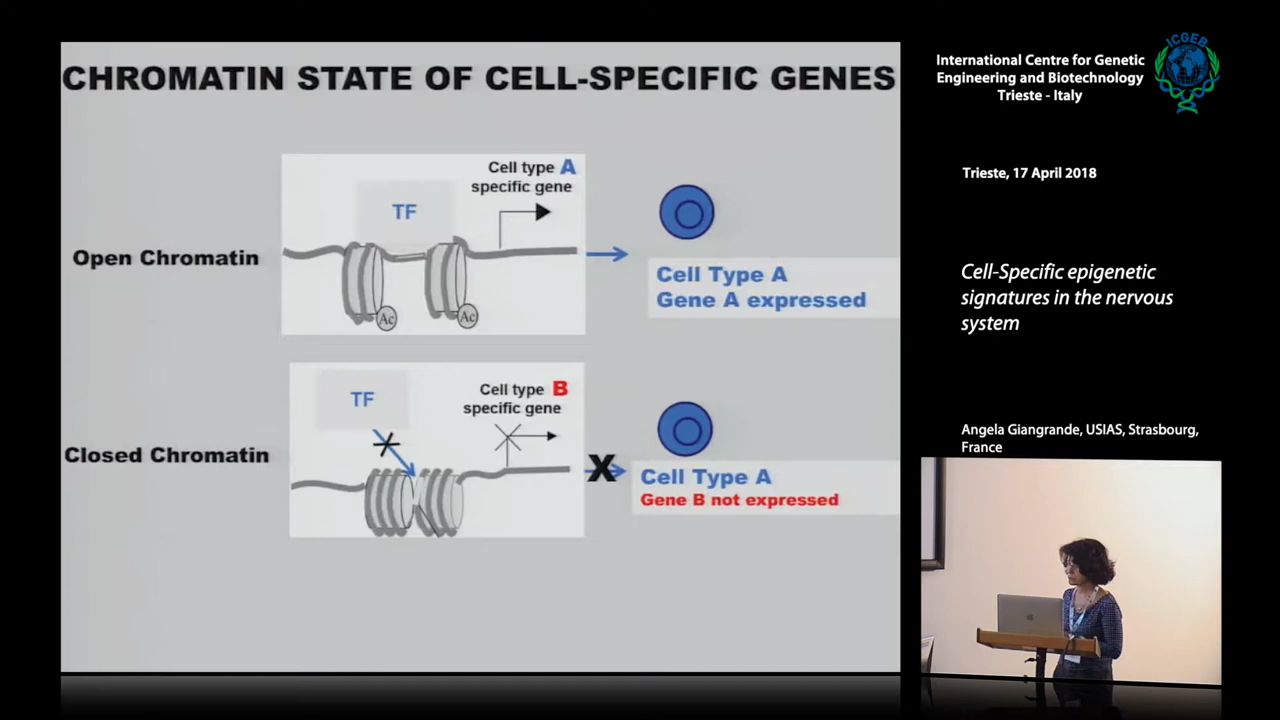 CHROMATIN STATE OF CELL-SPECIFIC GENES
Cell type A
specific gene
TF
Open Chromatin
Ac
Ac
Cell Type A
Gene A expressed
TF
Cell type B
specific gene
Closed Chromatin
X
Cell Type A
Gene B not expressed
International Centre for Genetic
Engineering and Biotechnology
Trieste - Italy
ICGEB
Trieste, 17 April 2018
Cell-Specific epigenetic
signatures in the nervous
system
Angela Giangrande, USIAS, Strasbourg,
France